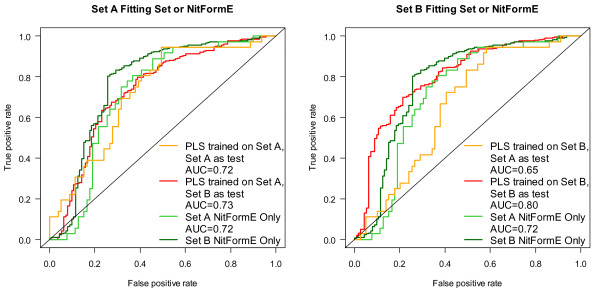 Set A Fitting Set or NitFormE
True positive rate
1.0
0.8
0.6
0.4
0.2
0.0
PLS trained on Set A,
Set A as test
AUC=0.72
PLS trained on Set A,
Set B as test
AUC=0.73
Set A NitFormE Only
AUC=0.72
Set B NitFormE Only
0.0 0.2 0.4 0.6 0.8 1.0
False positive rate
Set B Fitting Set or NitFormE
True positive rate
1.0
0.8
0.6
0.4
0.2
0.0
PLS trained on Set B,
Set A as test
AUC=0.65
PLS trained on Set B,
Set B as test
AUC=0.80
Set A NitFormE Only
AUC=0.72
Set B NitFormE Only
0.0 0.2 0.4 0.6 0.8 1.0
False positive rate